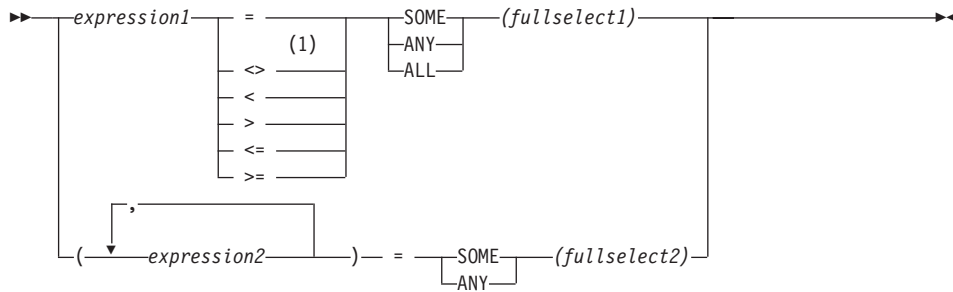 expression1 = SOME (fullselect1)
(1) ANY
<> ALL
<
>
<=
>=
,
( expression2 ) = SOME (fullselect2)
ANY